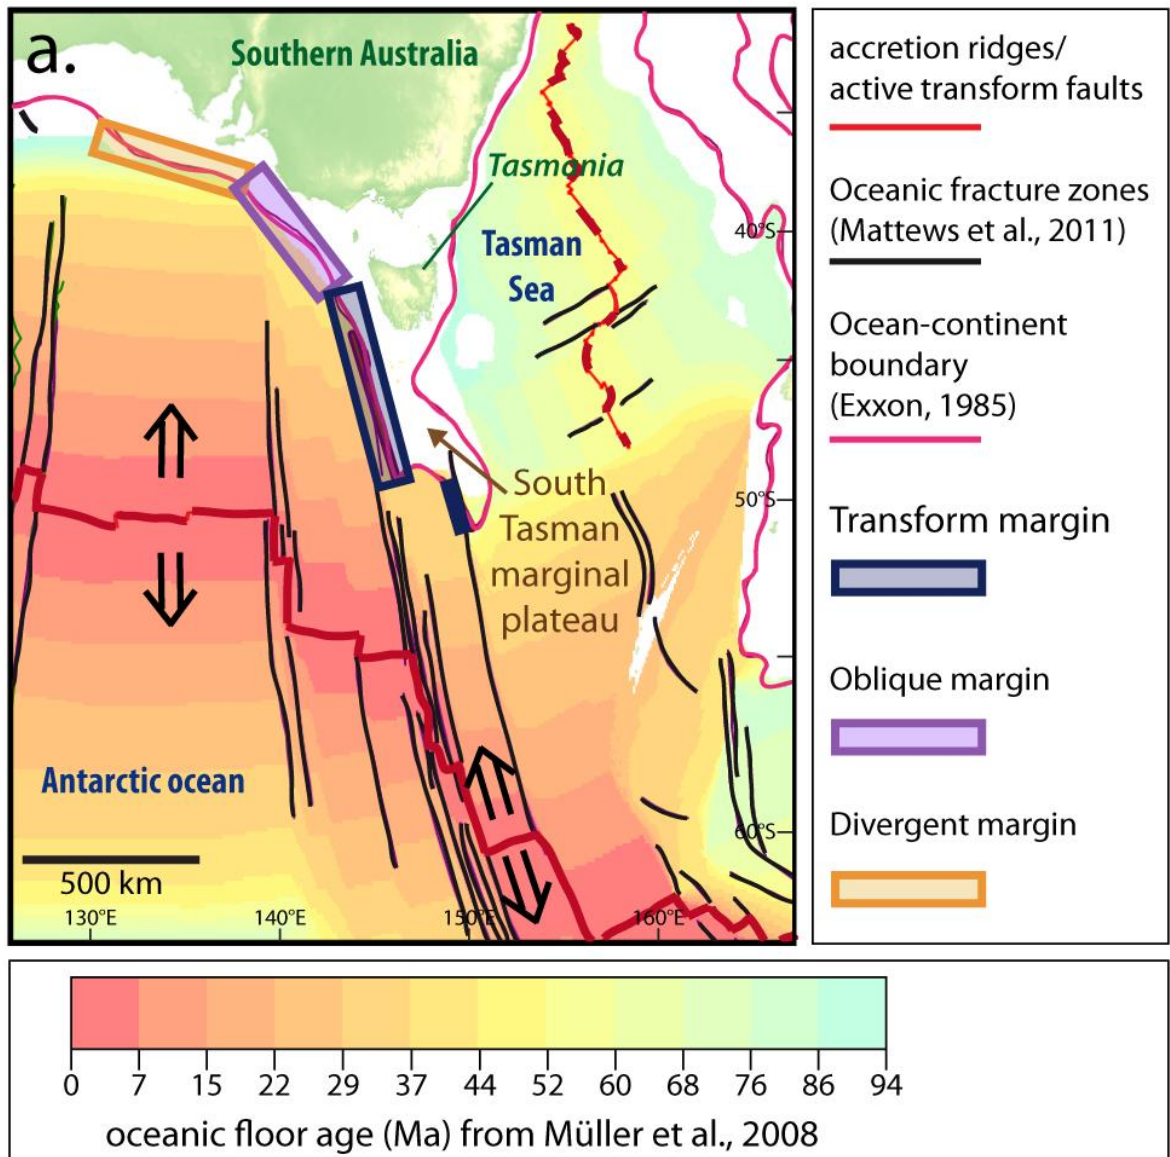 a.
Southern Australia
Tasmania
Tasman
Sea
40°S
50°S
South
Tasman
marginal
plateau
Antarctic ocean
60°S
500 km
130°E
140°E
150°E
160°E
accretion ridges/
active transform faults
Oceanic fracture zones
(Mattews et al., 2011)
Ocean-continent
boundary
(Exxon, 1985)
Transform margin
Oblique margin
Divergent margin
0 7 15 22 29 37 44 52 60 68 76 86 94
oceanic floor age (Ma) from Müller et al., 2008